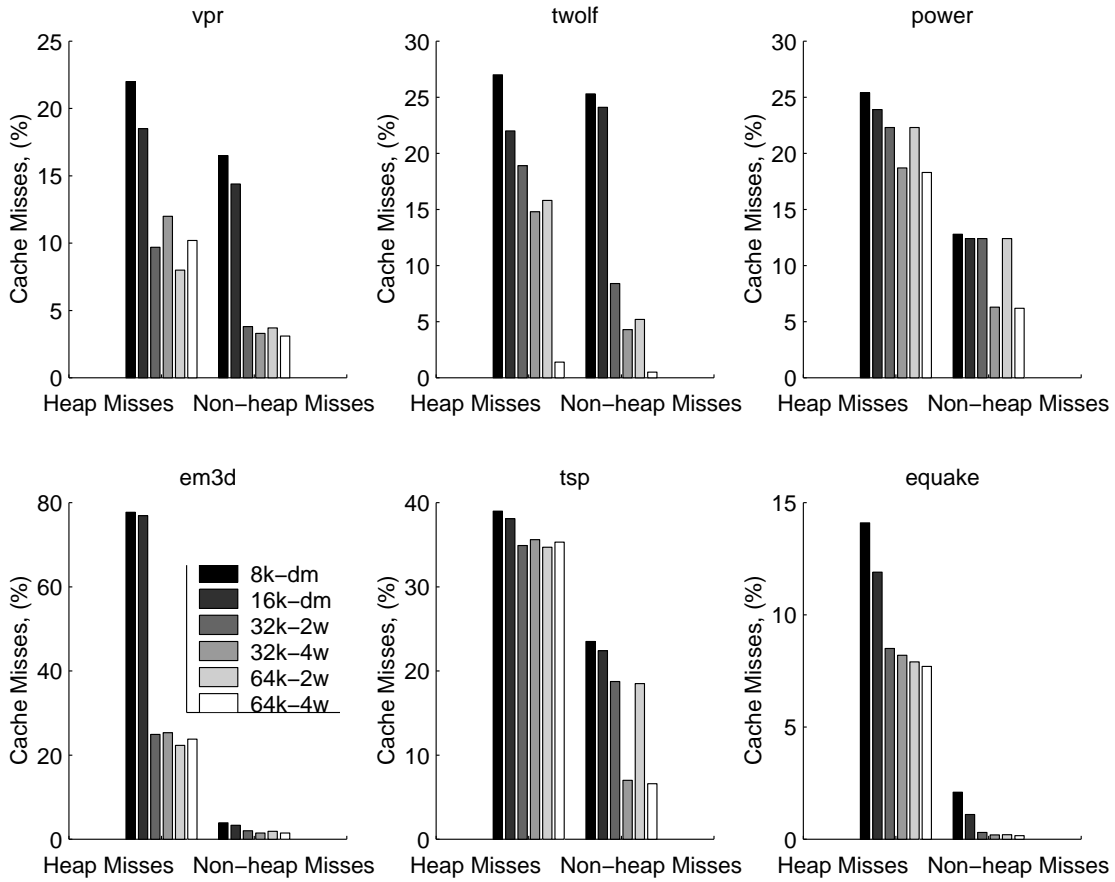 vpr
25
20
15
10
5
0
Cache Misses, (%)
Heap Misses
Non−heap Misses
twolf
30
25
20
15
10
5
0
Cache Misses, (%)
Heap Misses
Non−heap Misses
power
30
25
20
15
10
5
0
Cache Misses, (%)
Heap Misses
Non−heap Misses
em3d
80
60
40
20
0
Cache Misses, (%)
8k−dm
16k−dm
32k−2w
32k−4w
64k−2w
64k−4w
Heap Misses
Non−heap Misses
tsp
40
30
20
10
0
Cache Misses, (%)
Heap Misses
Non−heap Misses
equake
15
10
5
0
Cache Misses, (%)
Heap Misses
Non−heap Misses